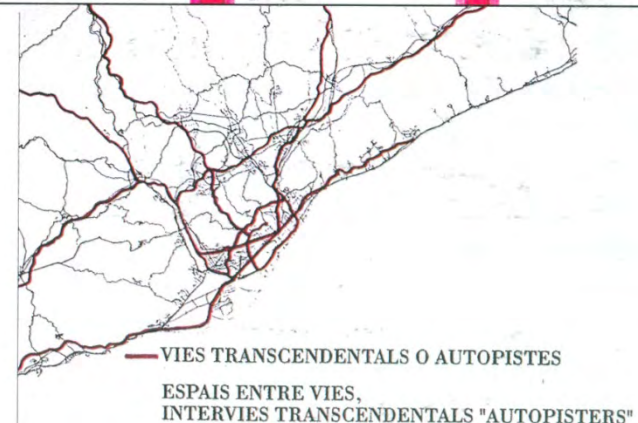 VIES TRANSCENDENTALS O AUTOPISTES
ESPAIS ENTRE VIES,
INTERVIES TRANSCENDENTALS "AUTOPISTERS"